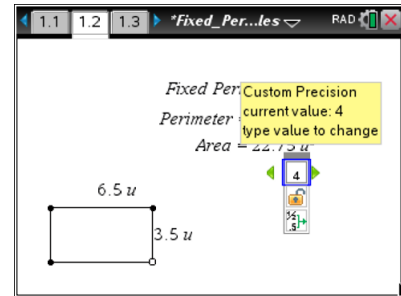 1.1 1.2 1.3 *Fixed_Per...les RAD
Fixed Per
Custom Precision
current value: 4
type value to change
Perimeter =
Area = 22.75 u
4
6.5 u
3.5 u